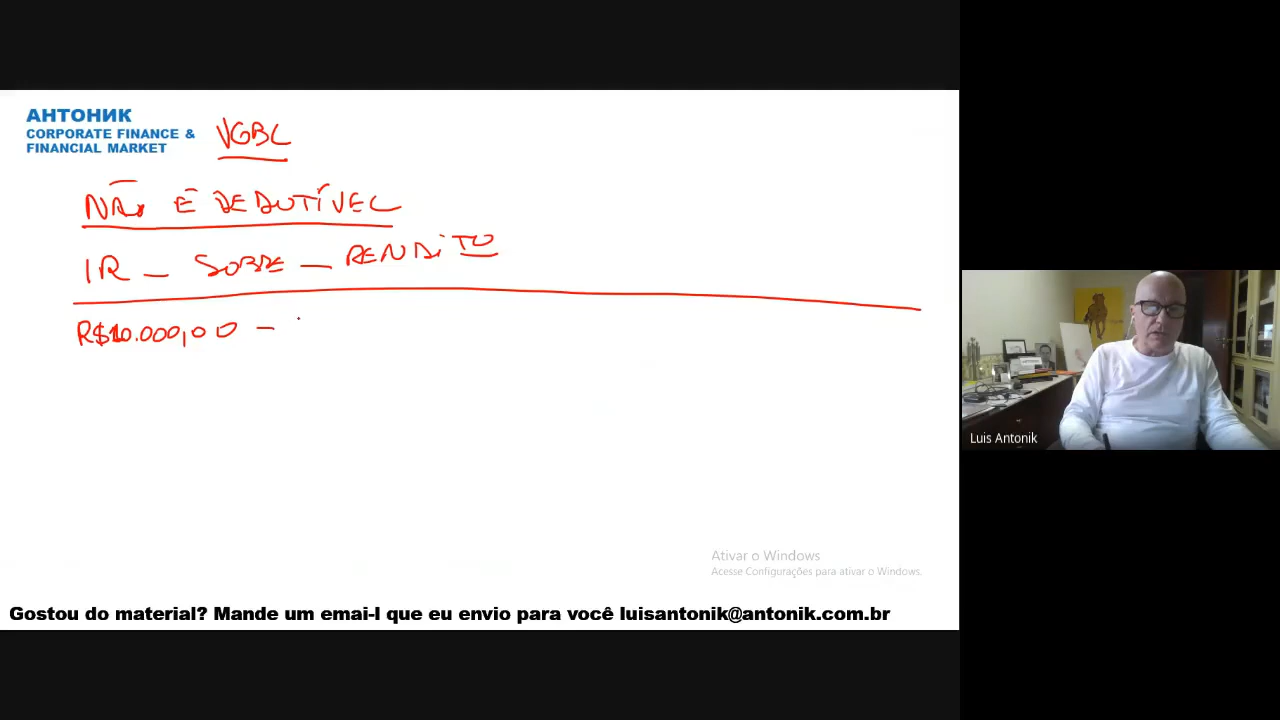 АНТОНИК
CORPORATE FINANCE &
FINANCIAL MARKET
VGBL
NÃO É DEDUTÍVEL
IR - SOBRE - RENDITO
R$10.000,00 -
Luis Antonik
Ativar o Windows
Acesse Configurações para ativar o Windows.
Gostou do material? Mande um emai-l que eu envio para você luisantonik@antonik.com.br